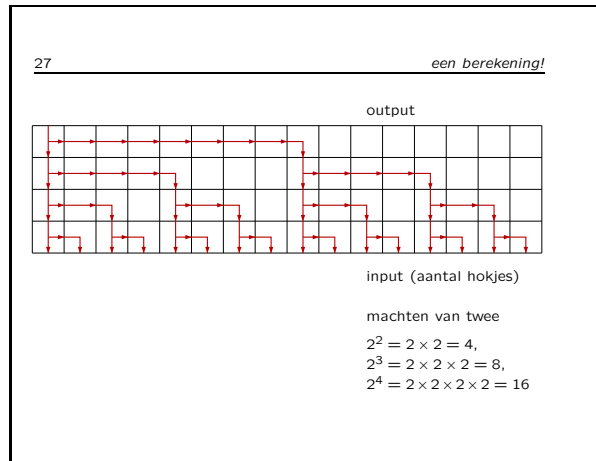 27 een berekening!
output
input (aantal hokjes)
machten van twee
2² = 2 × 2 = 4,
2³ = 2 × 2 × 2 = 8,
2⁴ = 2 × 2 × 2 × 2 = 16